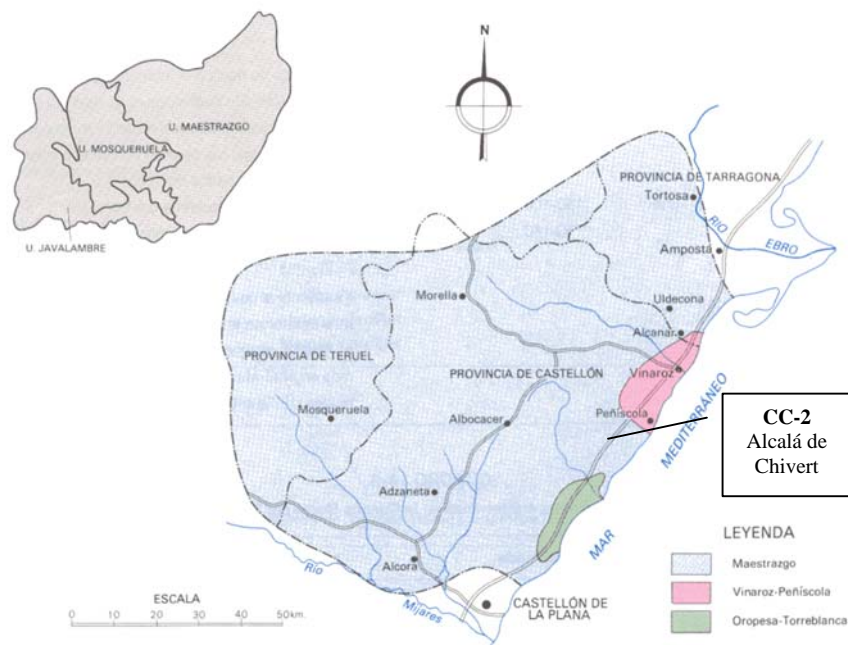 N
U. MAESTRAZGO
U. MOSQUERUELA
U. JAVALAMBRE
PROVINCIA DE TARRAGONA
Tortosa
RIO
EBRO
Amposta
Morella
Uldecona
Alcanar
PROVINCIA DE TERUEL
PROVINCIA DE CASTELLÓN
Vinaroz
Mosqueruela
Albocacer
Peñíscola
MEDITERRÁNEO
CC-2
Alcalá de
Chivert
Adzaneta
MAR
Alcora
Río
Mijares
CASTELLÓN DE
LA PLANA
ESCALA
0 10 20 30 40 50 km.
LEYENDA
Maestrazgo
Vinaroz-Peñíscola
Oropesa-Torreblanca